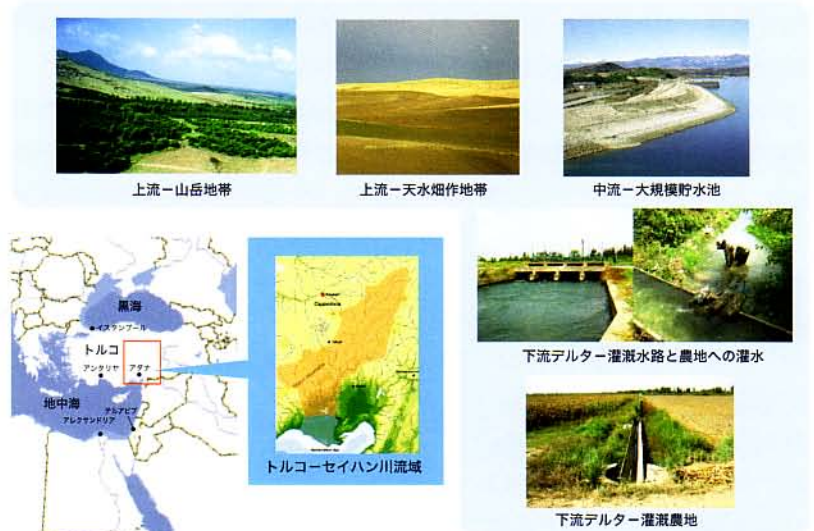 上流ー山岳地帯
上流ー天水畑作地帯
中流ー大規模貯水池
黒海
イスタンブール
トルコ
アンタリヤ
アダナ
地中海
テルアビブ
アレクサンドリア
トルコーセイハン川流域
下流デルター灌漑水路と農地への灌水
下流デルター灌漑農地